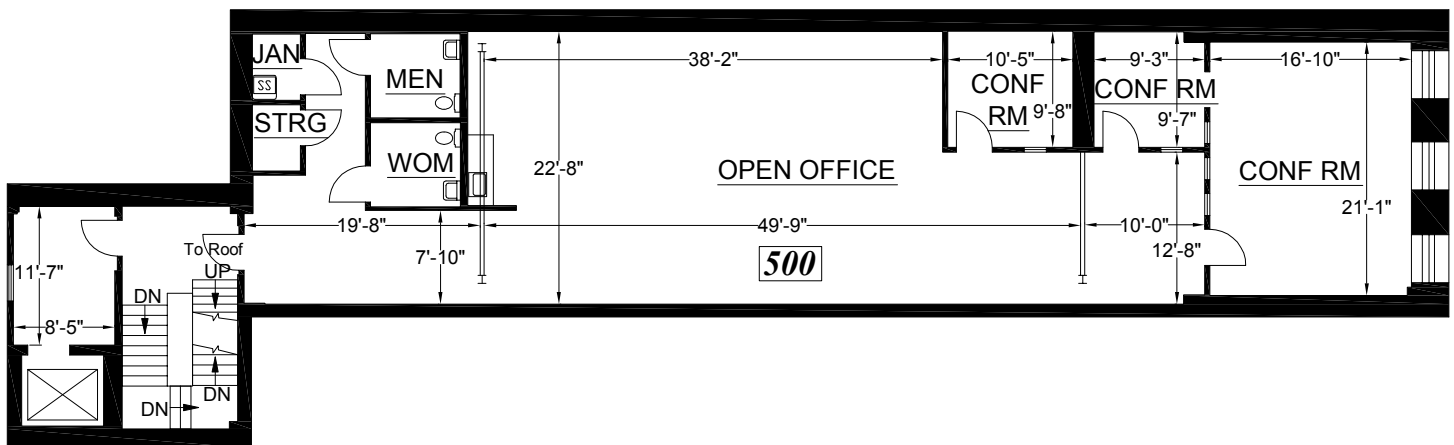 JAN
SS
MEN
STRG
WOM
38'-2"
10'-5"
CONF
RM
9'-8"
9'-3"
CONF RM
9'-7"
16'-10"
22'-8"
OPEN OFFICE
CONF RM
21'-1"
19'-8"
7'-10"
49'-9"
10'-0"
12'-8"
500
To Roof
UP
11'-7"
8'-5"
DN
DN
DN